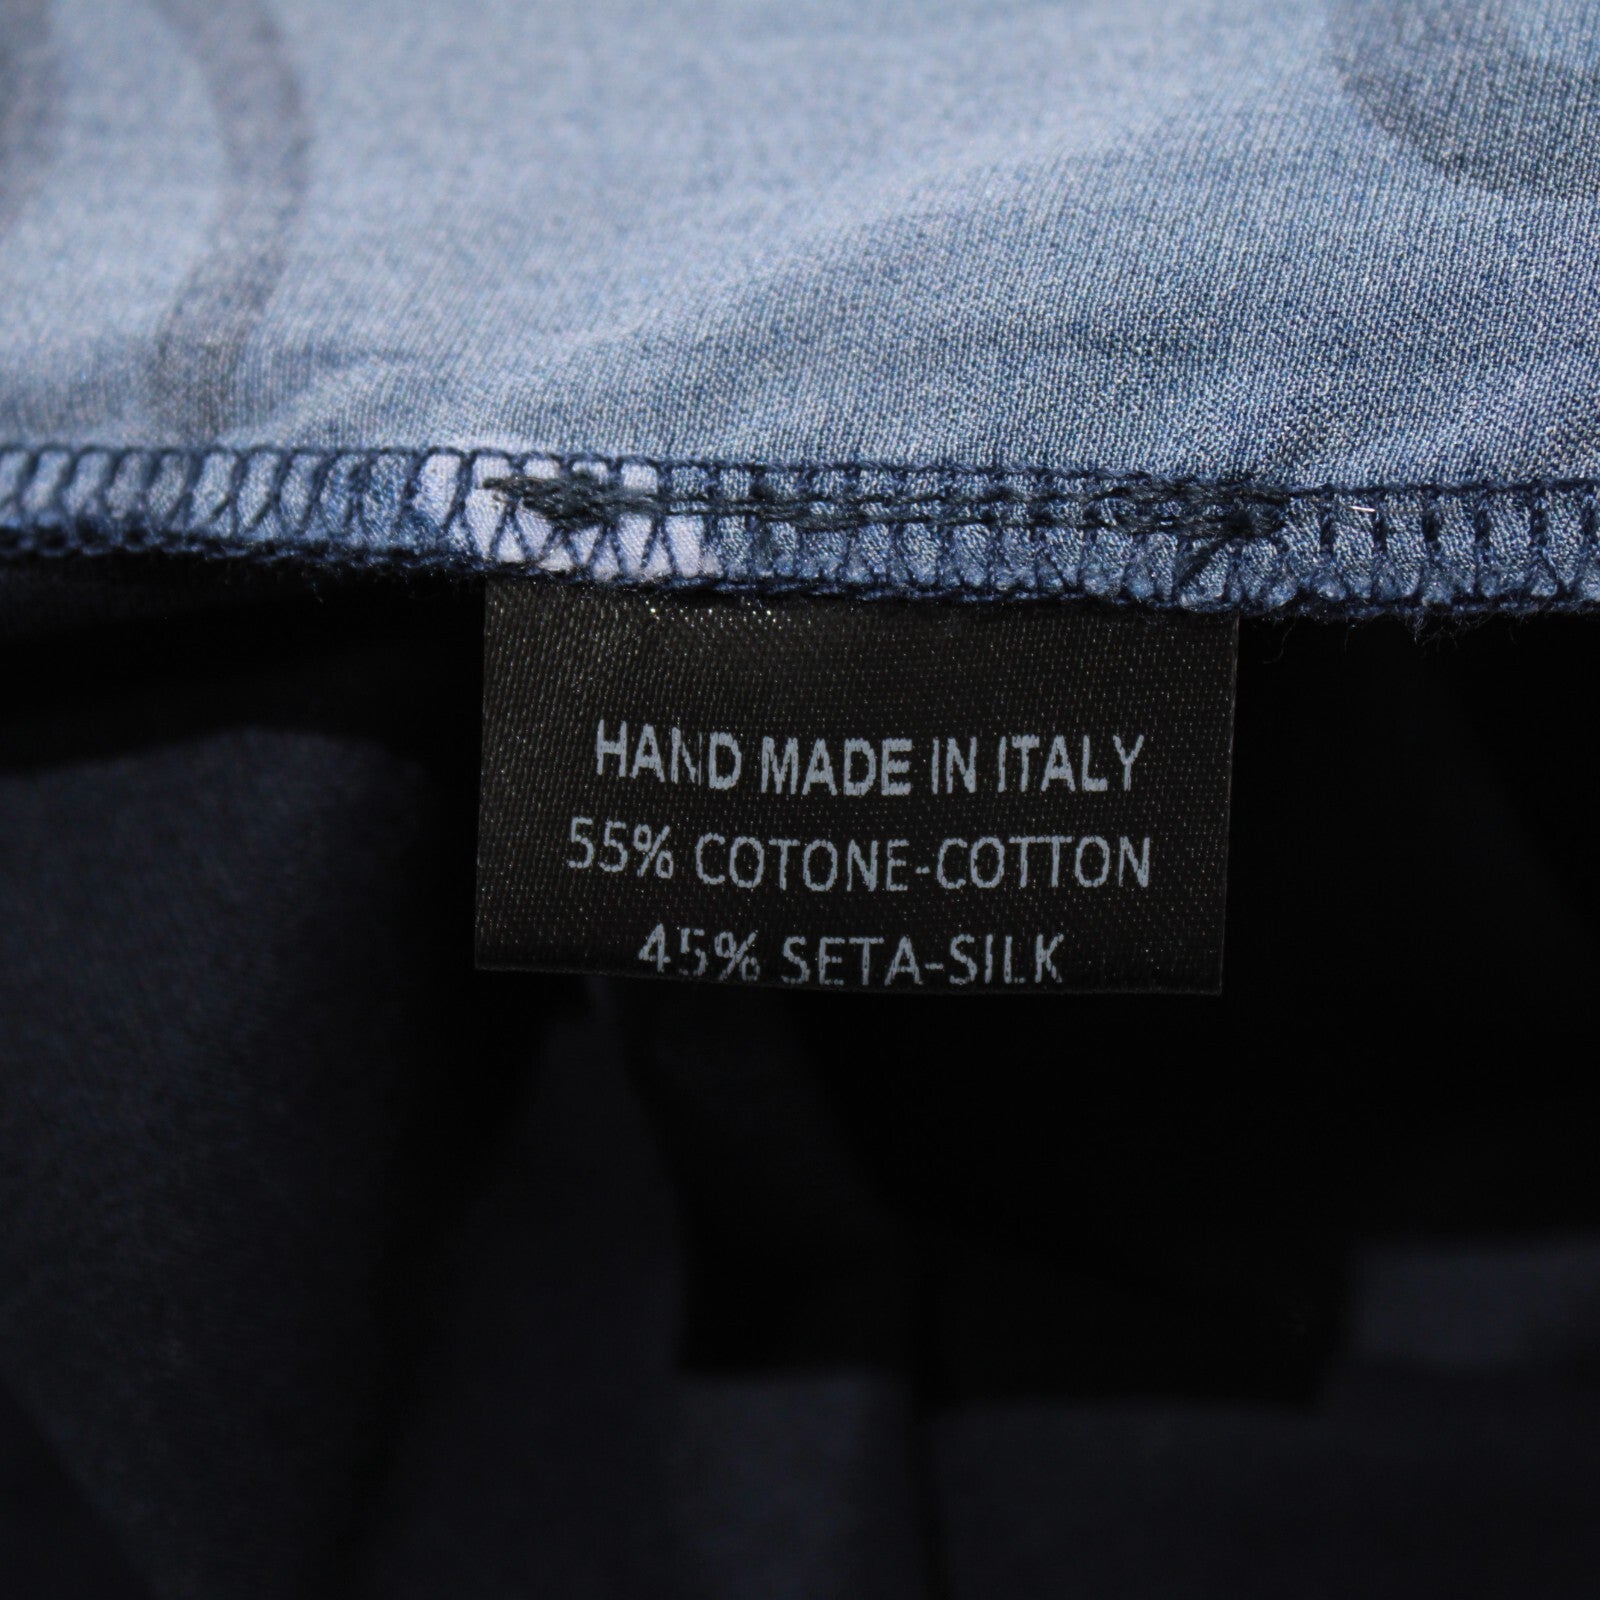 HAND MADE IN ITALY
55% COTONE-COTTON
45% SETA-SILK